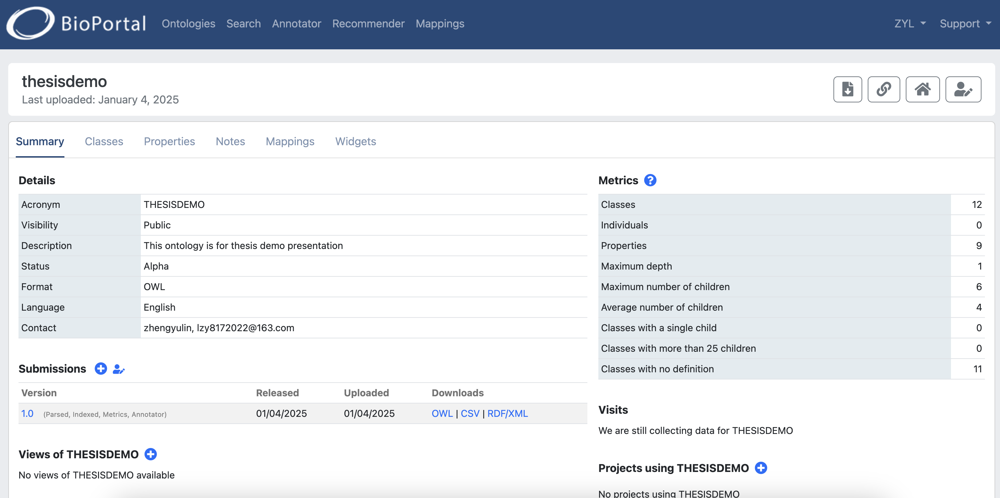 BioPortal Ontologies Search Annotator Recommender Mappings ZYL Support
thesisdemo
Last uploaded: January 4, 2025
Summary Classes Properties Notes Mappings Widgets
Details
Acronym THESISDEMO
Visibility Public
Description This ontology is for thesis demo presentation
Status Alpha
Format OWL
Language English
Contact zhengyulin, lzy8172022@163.com
Submissions
Version Released Uploaded Downloads
1.0 (Parsed, Indexed, Metrics, Annotator) 01/04/2025 01/04/2025 OWL | CSV | RDF/XML
Views of THESISDEMO
No views of THESISDEMO available
Metrics ?
Classes 12
Individuals 0
Properties 9
Maximum depth 1
Maximum number of children 6
Average number of children 4
Classes with a single child 0
Classes with more than 25 children 0
Classes with no definition 11
Visits
We are still collecting data for THESISDEMO
Projects using THESISDEMO
No projects using THESISDEMO